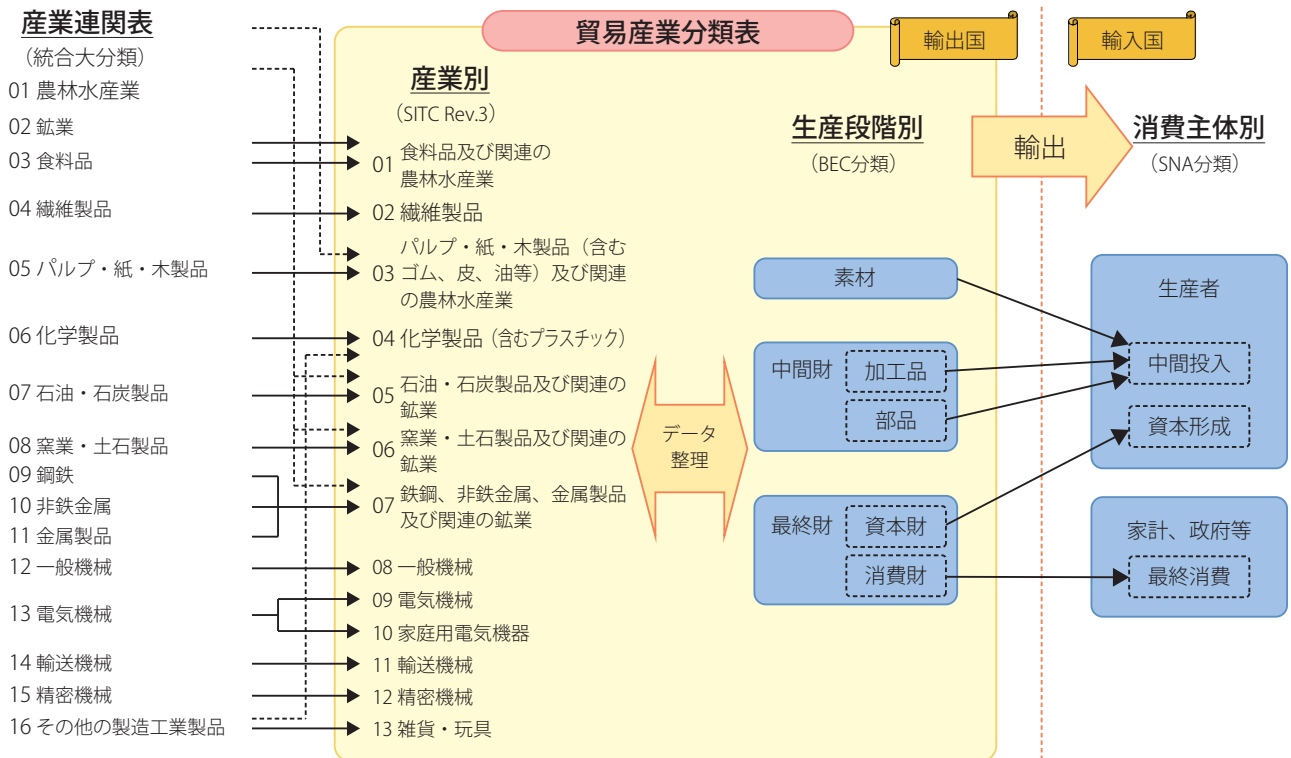 産業連関表
（統合大分類）
01 農林水産業
02 鉱業
03 食料品
04 繊維製品
05 パルプ・紙・木製品
06 化学製品
07 石油・石炭製品
08 窯業・土石製品
09 鋼鉄
10 非鉄金属
11 金属製品
12 一般機械
13 電気機械
14 輸送機械
15 精密機械
16 その他の製造工業製品
貿易産業分類表
産業別
（SITC Rev.3）
01 食料品及び関連の
農林水産業
02 繊維製品
03 パルプ・紙・木製品（含む
ゴム、皮、油等）及び関連
の農林水産業
04 化学製品（含むプラスチック）
05 石油・石炭製品及び関連の
鉱業
06 窯業・土石製品及び関連の
鉱業
07 鉄鋼、非鉄金属、金属製品
及び関連の鉱業
08 一般機械
09 電気機械
10 家庭用電気機器
11 輸送機械
12 精密機械
13 雑貨・玩具
データ
整理
輸出国
生産段階別
（BEC分類）
素材
中間財
加工品
部品
最終財
資本財
消費財
輸出
輸入国
消費主体別
（SNA分類）
生産者
中間投入
資本形成
家計、政府等
最終消費